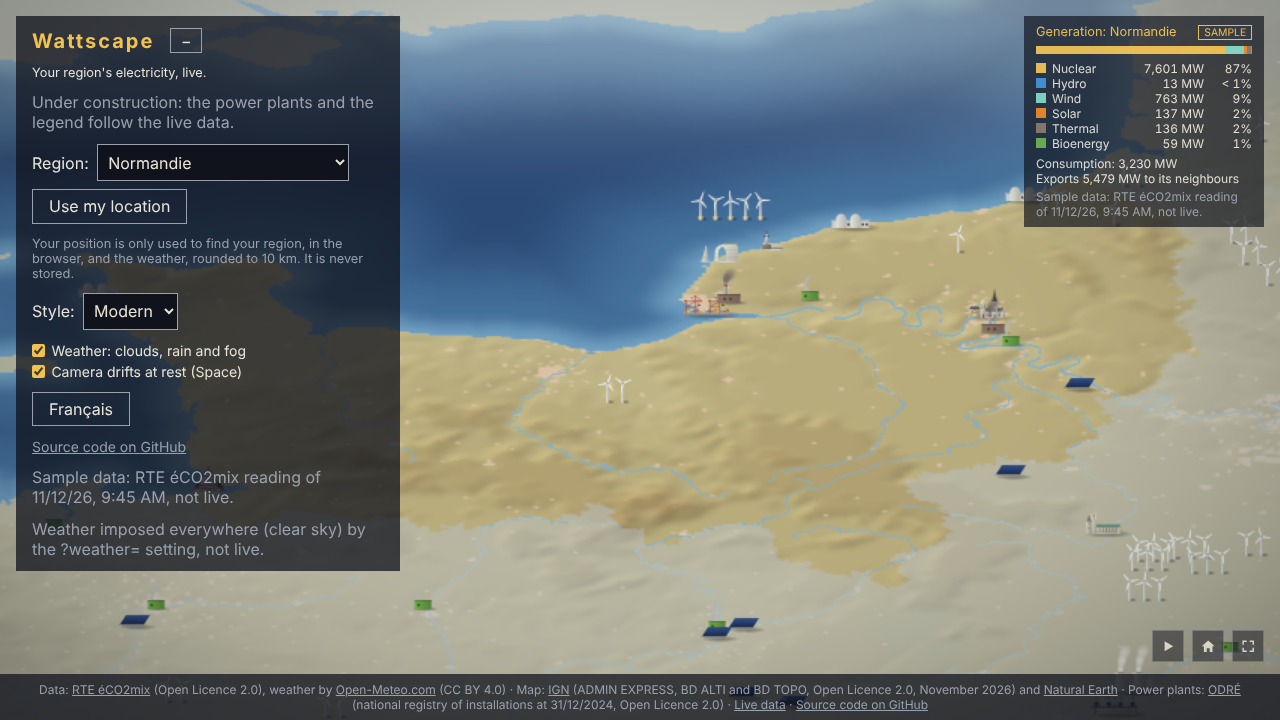 Wattscape
–
Your region's electricity, live.
Under construction: the power plants and the
legend follow the live data.
Region: Normandie
Use my location
Your position is only used to find your region, in the
browser, and the weather, rounded to 10 km. It is never
stored.
Style: Modern
Weather: clouds, rain and fog
Camera drifts at rest (Space)
Français
Source code on GitHub
Sample data: RTE éCO2mix reading of
11/12/26, 9:45 AM, not live.
Weather imposed everywhere (clear sky) by
the ?weather= setting, not live.
Generation: Normandie SAMPLE
Nuclear 7,601 MW 87%
Hydro 13 MW < 1%
Wind 763 MW 9%
Solar 137 MW 2%
Thermal 136 MW 2%
Bioenergy 59 MW 1%
Consumption: 3,230 MW
Exports 5,479 MW to its neighbours
Sample data: RTE éCO2mix reading
of 11/12/26, 9:45 AM, not live.
Data: RTE éCO2mix (Open Licence 2.0), weather by Open-Meteo.com (CC BY 4.0) · Map: IGN (ADMIN EXPRESS, BD ALTI and BD TOPO, Open Licence 2.0, November 2026) and Natural Earth · Power plants: ODRÉ
(national registry of installations at 31/12/2024, Open Licence 2.0) · Live data · Source code on GitHub